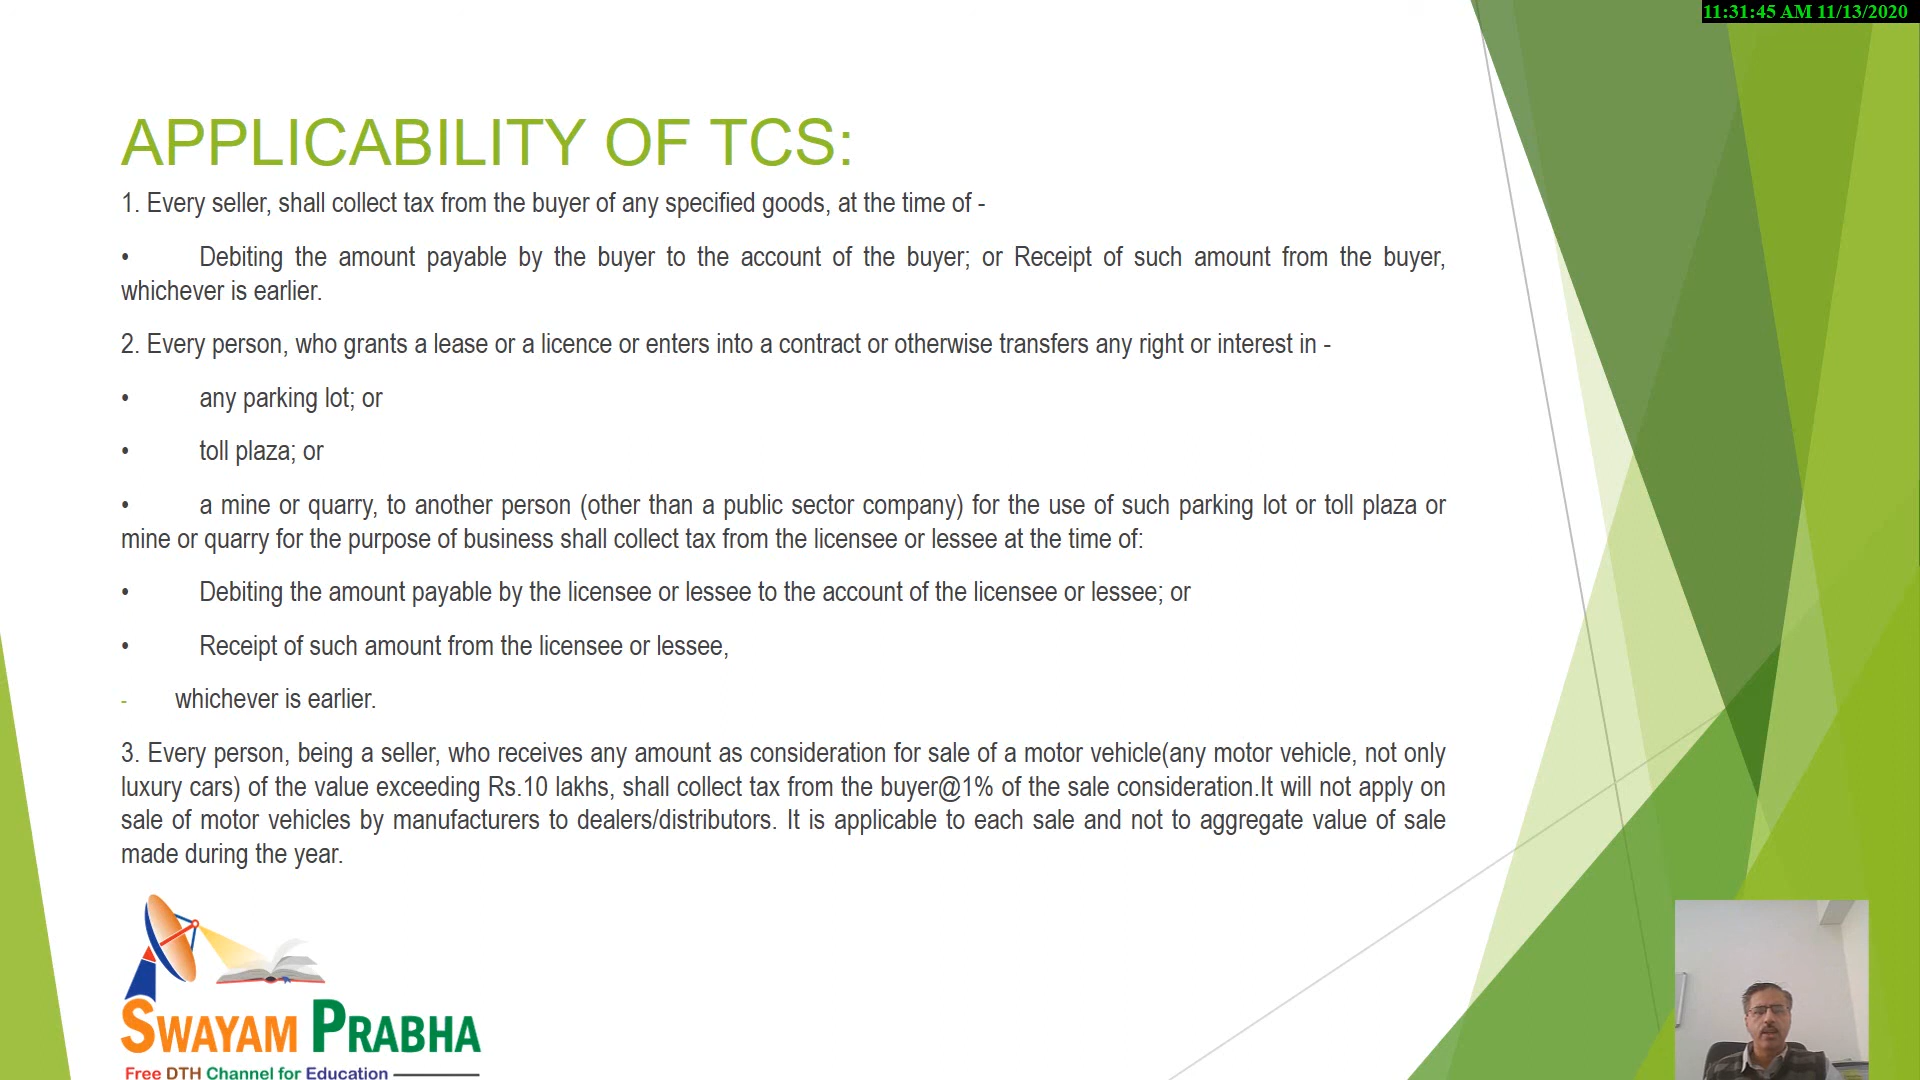 11:31:45 AM 11/13/2020
APPLICABILITY OF TCS:
1. Every seller, shall collect tax from the buyer of any specified goods, at the time of -
• Debiting the amount payable by the buyer to the account of the buyer; or Receipt of such amount from the buyer,
whichever is earlier.
2. Every person, who grants a lease or a licence or enters into a contract or otherwise transfers any right or interest in -
• any parking lot; or
• toll plaza; or
• a mine or quarry, to another person (other than a public sector company) for the use of such parking lot or toll plaza or
mine or quarry for the purpose of business shall collect tax from the licensee or lessee at the time of:
• Debiting the amount payable by the licensee or lessee to the account of the licensee or lessee; or
• Receipt of such amount from the licensee or lessee,
- whichever is earlier.
3. Every person, being a seller, who receives any amount as consideration for sale of a motor vehicle(any motor vehicle, not only
luxury cars) of the value exceeding Rs.10 lakhs, shall collect tax from the buyer@1% of the sale consideration.It will not apply on
sale of motor vehicles by manufacturers to dealers/distributors. It is applicable to each sale and not to aggregate value of sale
made during the year.
SWAYAM PRABHA
Free DTH Channel for Education